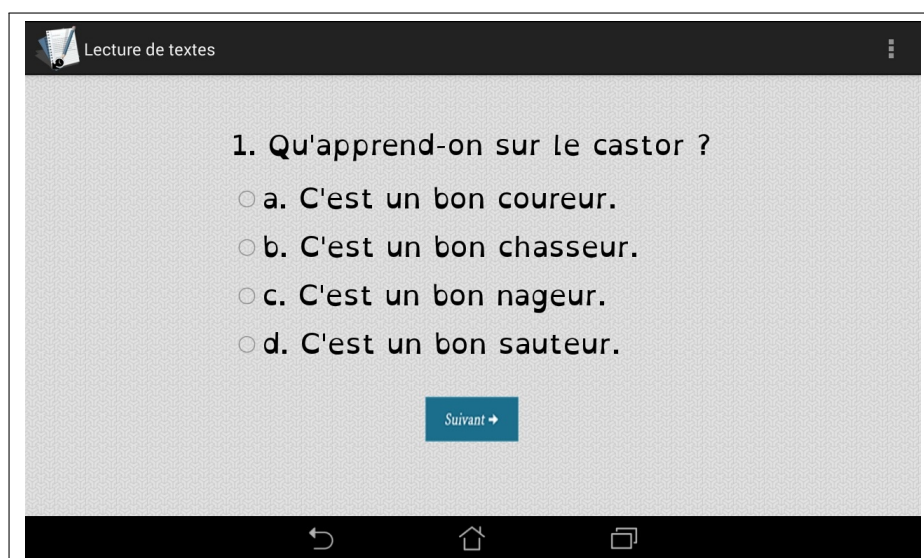 Lecture de textes
1. Qu'apprend-on sur le castor ?
a. C'est un bon coureur.
b. C'est un bon chasseur.
c. C'est un bon nageur.
d. C'est un bon sauteur.
Suivant →